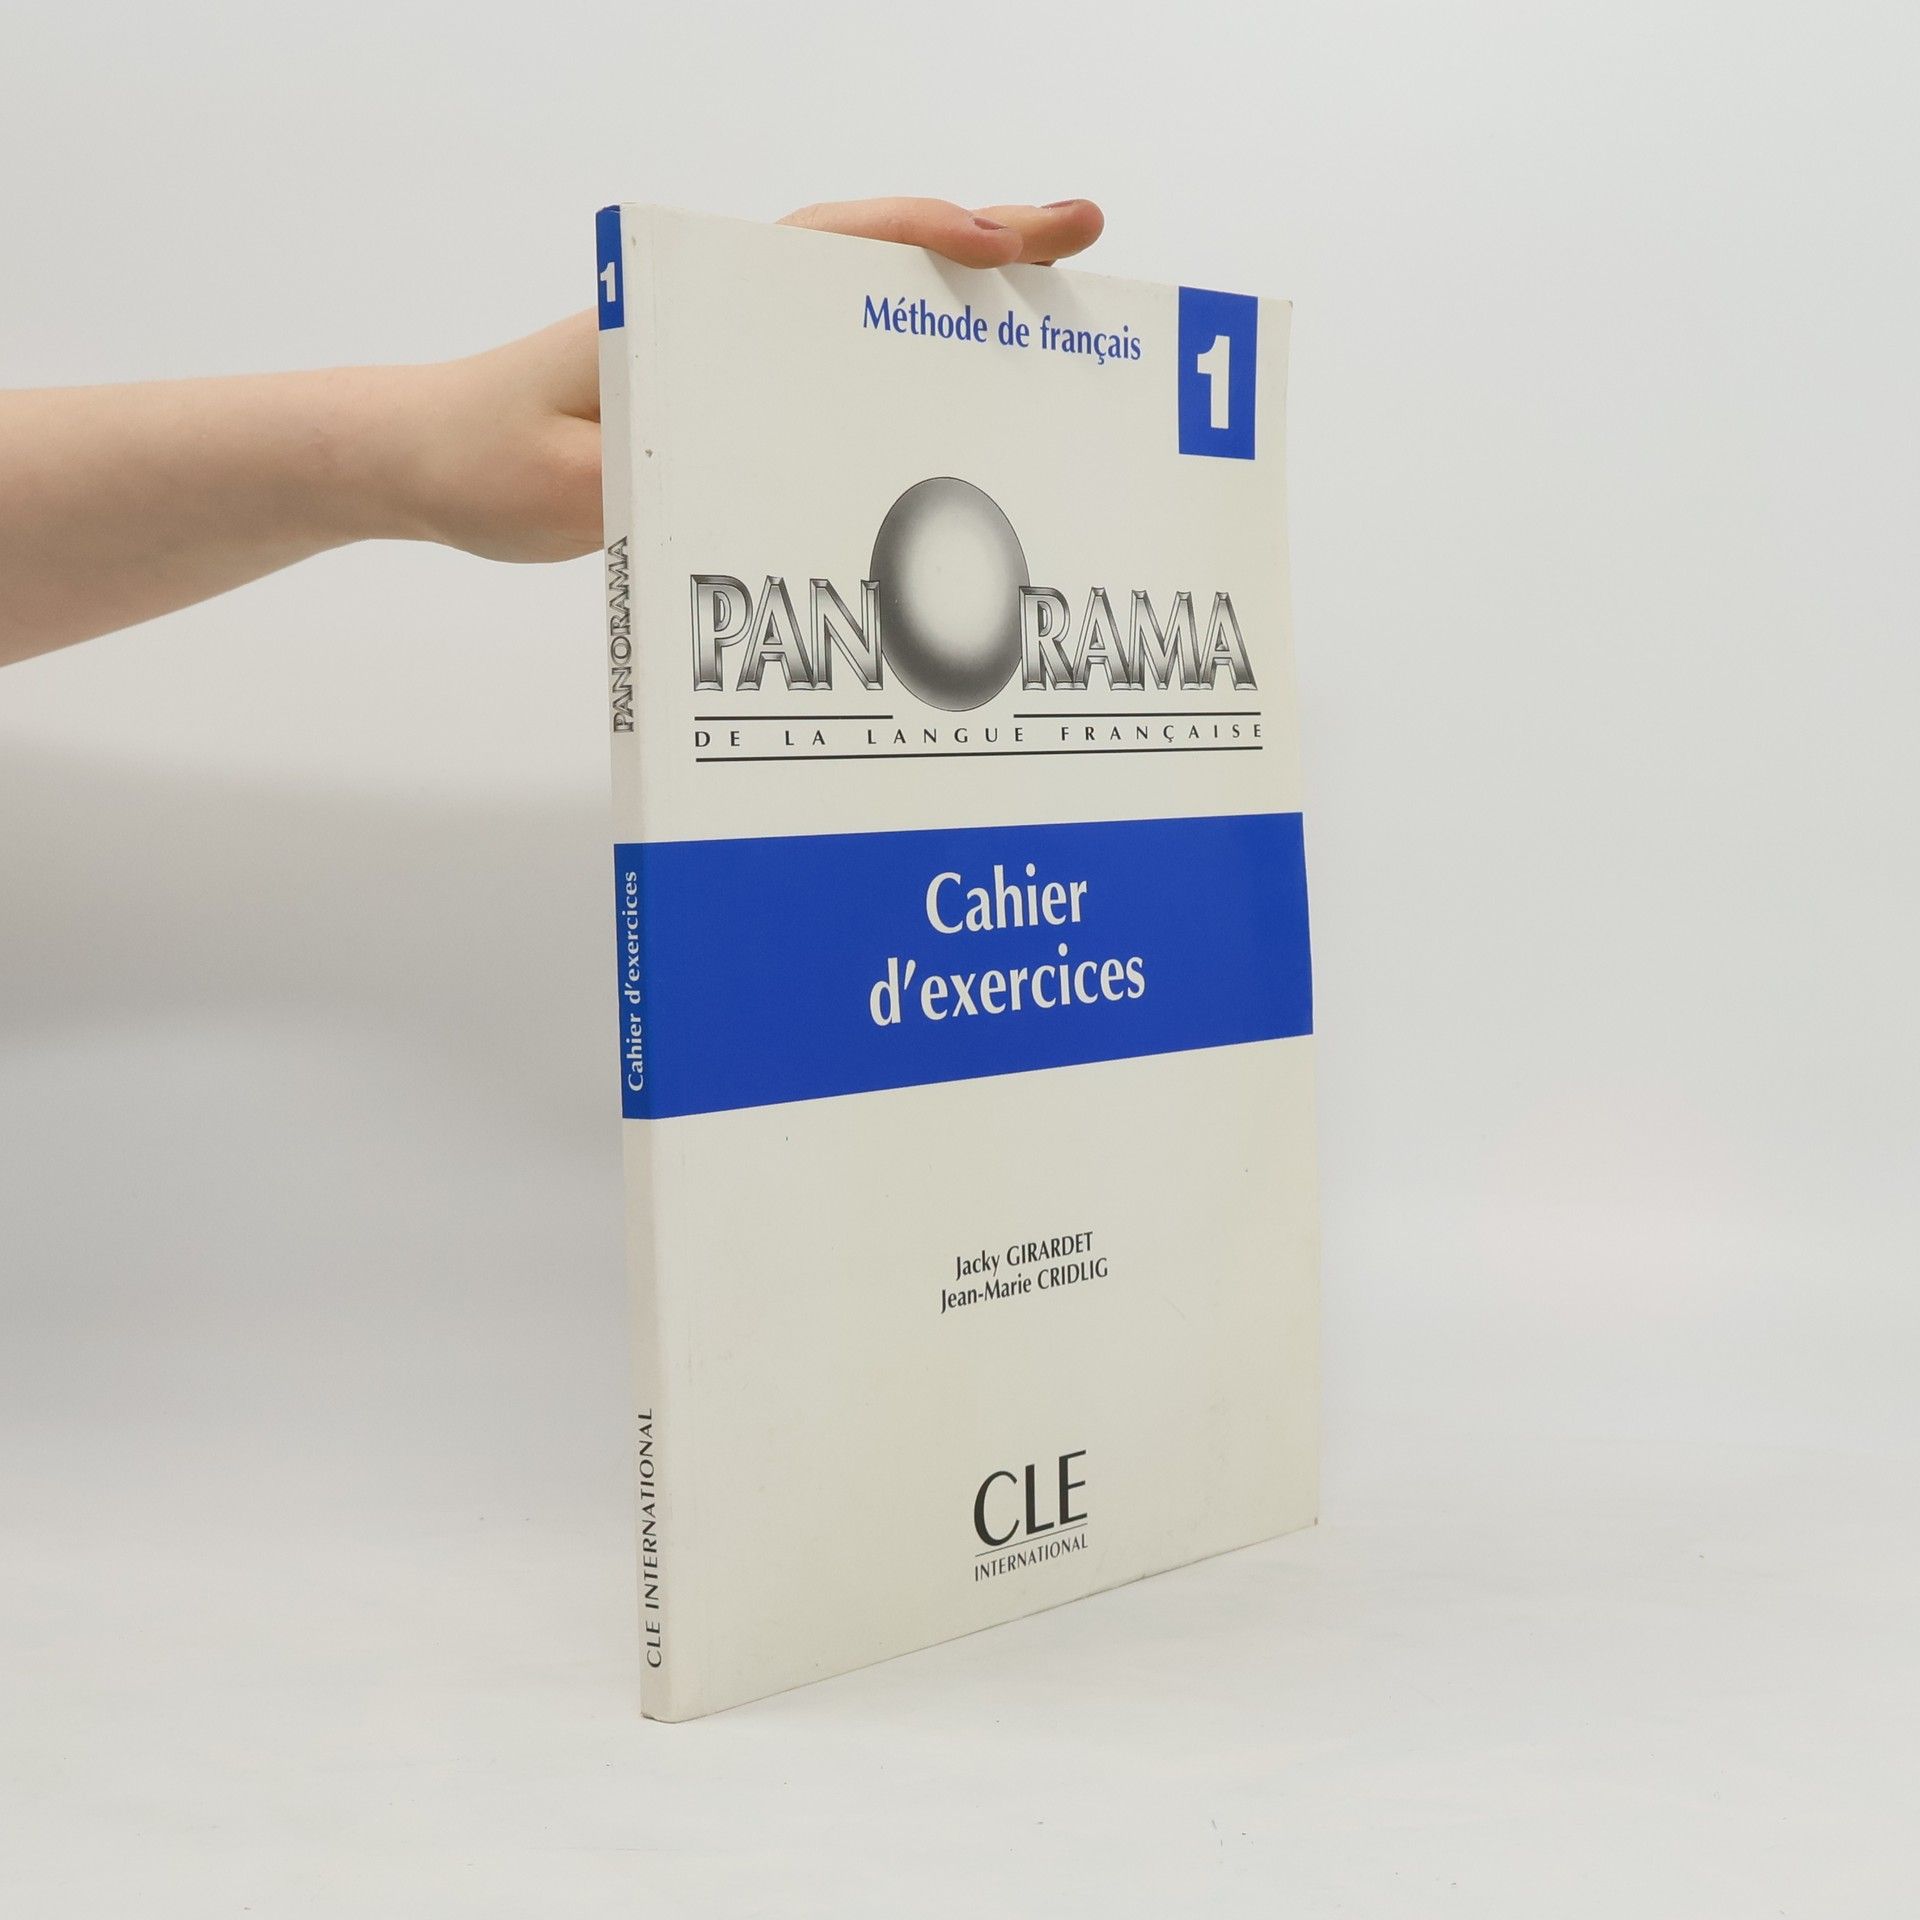 1
PANORAMA
Cahier d'exercices
CLE INTERNATIONAL
Méthode de français
1
PANORAMA
DE LA LANGUE FRANÇAISE
Cahier
d'exercices
Jacky GIRARDET
Jean-Marie CRIDLIG
CLE
INTERNATIONAL